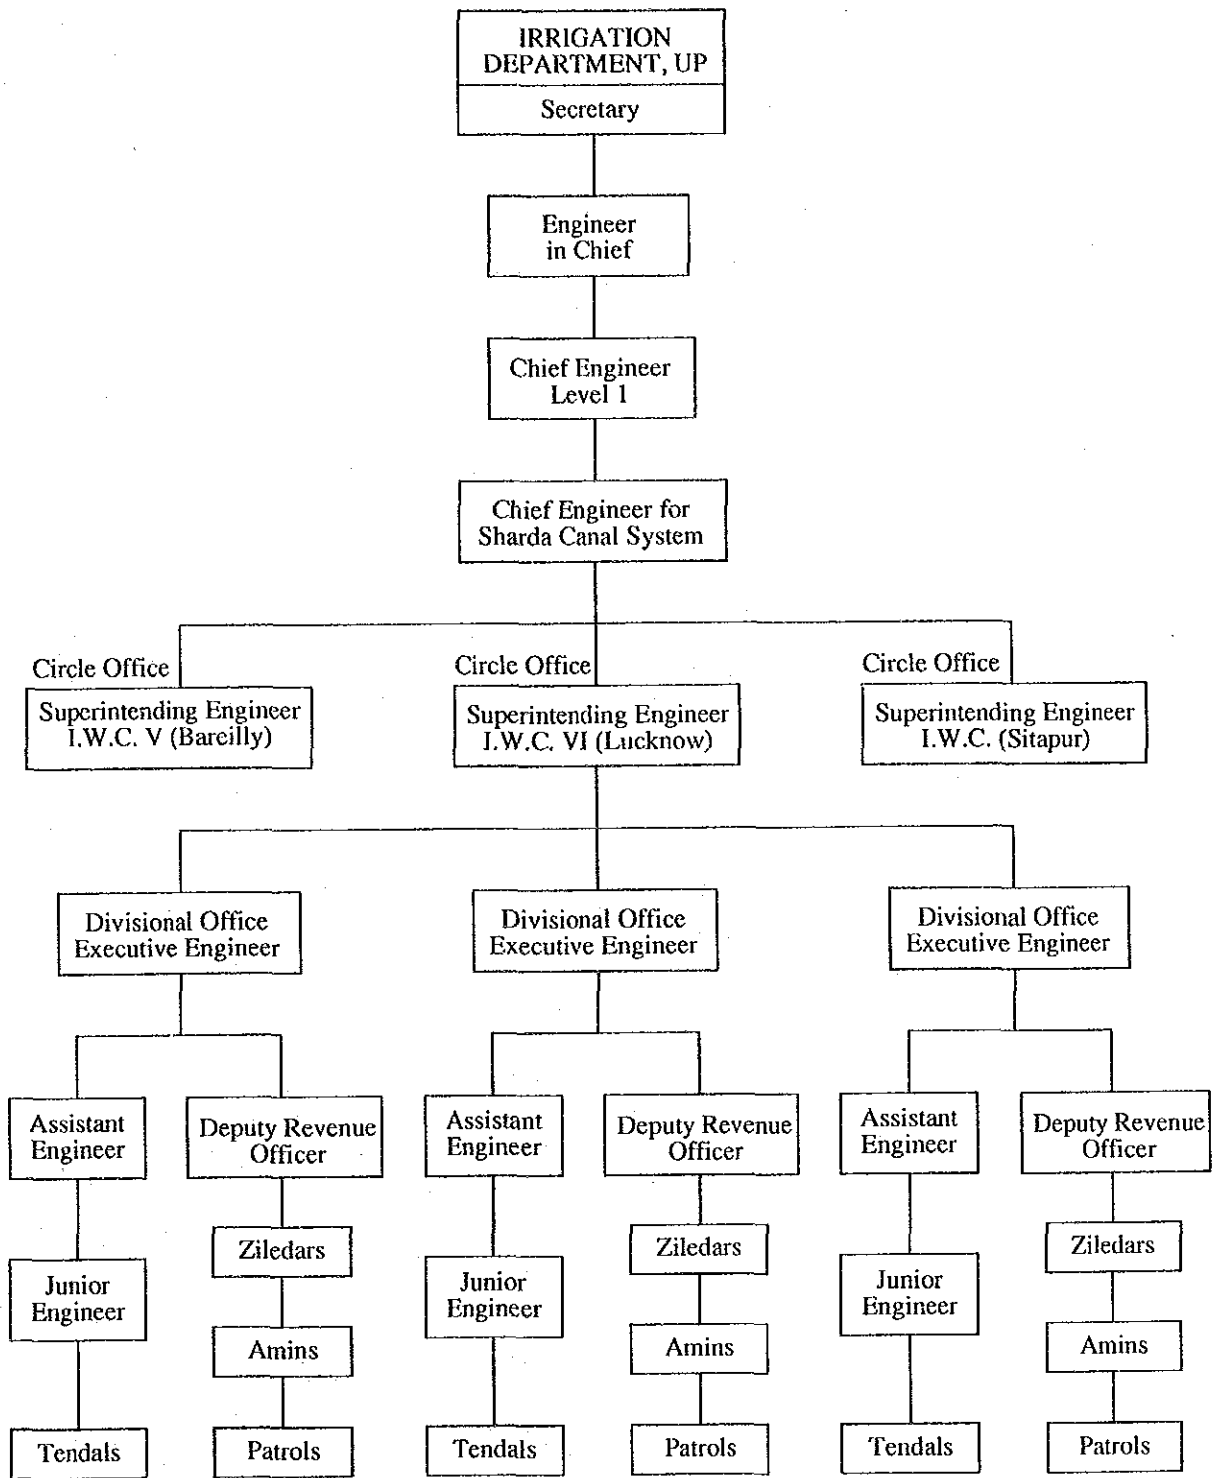 IRRIGATION
DEPARTMENT, UP
Secretary
Engineer
in Chief
Chief Engineer
Level 1
Chief Engineer for
Sharda Canal System
Circle Office
Superintending Engineer
I.W.C. V (Bareilly)
Circle Office
Superintending Engineer
I.W.C. VI (Lucknow)
Circle Office
Superintending Engineer
I.W.C. (Sitapur)
Divisional Office
Executive Engineer
Divisional Office
Executive Engineer
Divisional Office
Executive Engineer
Assistant
Engineer
Deputy Revenue
Officer
Assistant
Engineer
Deputy Revenue
Officer
Assistant
Engineer
Deputy Revenue
Officer
Junior
Engineer
Ziledars
Junior
Engineer
Ziledars
Junior
Engineer
Ziledars
Amins
Amins
Amins
Tendals
Patrols
Tendals
Patrols
Tendals
Patrols